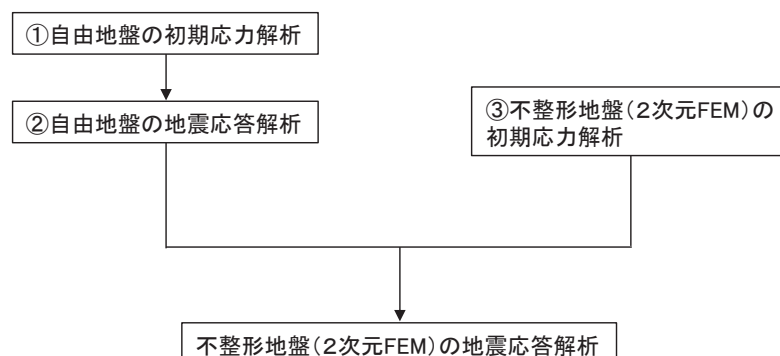 ①自由地盤の初期応力解析
②自由地盤の地震応答解析
③不整形地盤(2次元FEM)の
初期応力解析
不整形地盤(2次元FEM)の地震応答解析